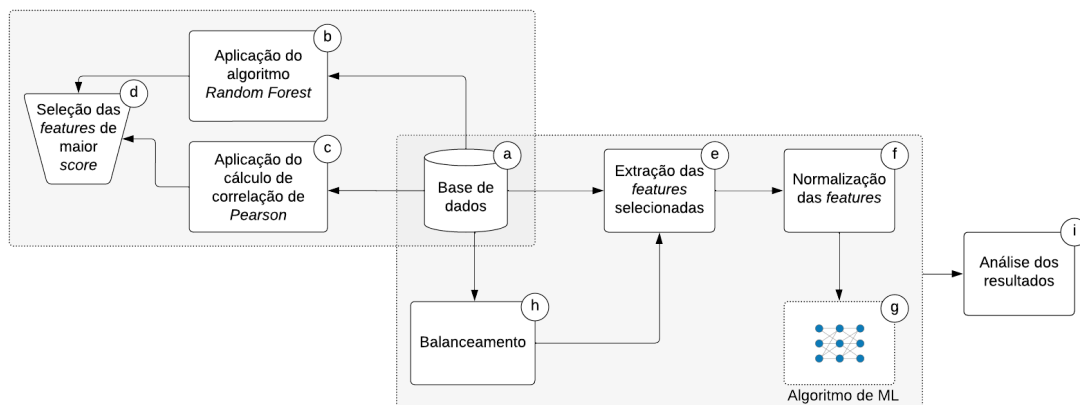 b
Aplicação do
algoritmo
Random Forest
d
Seleção das
features de
maior
score
c
Aplicação do
cálculo de
correlação de
Pearson
a
Base de
dados
e
Extração das
features
selecionadas
f
Normalização
das features
i
Análise dos
resultados
h
Balanceamento
g
Algoritmo de ML